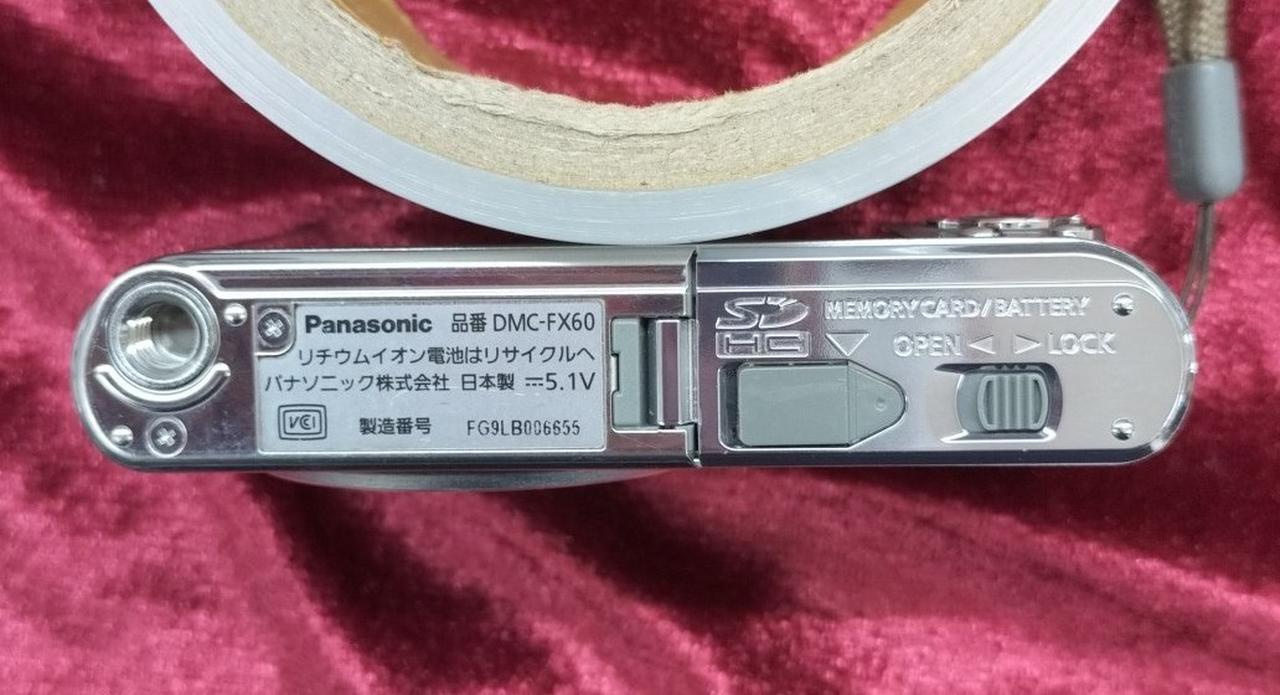 Panasonic 品番 DMC-FX60
リチウムイオン電池はリサイクルへ
パナソニック株式会社 日本製 ⎓5.1V
VCCI 製造番号 FG9LB006655
SD HC MEMORY CARD/BATTERY
OPEN ◁ ▷ LOCK